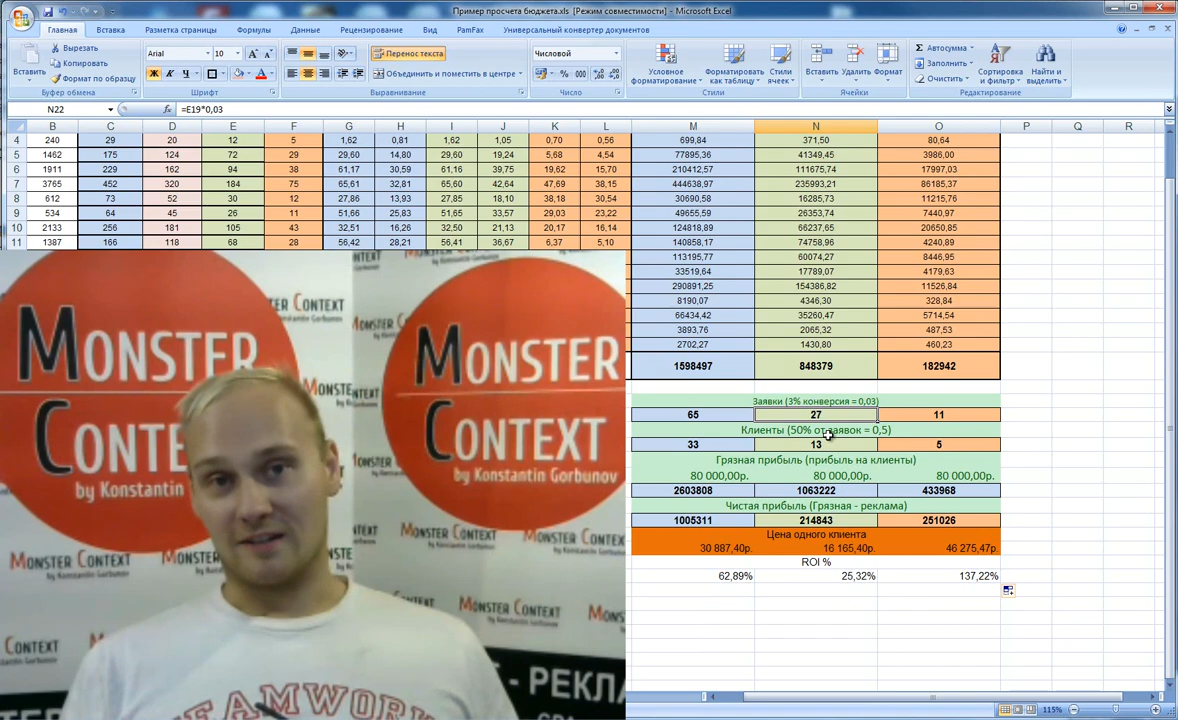 Пример просчета бюджета.xls [Режим совместимости] - Microsoft Excel
Главная Вставка Разметка страницы Формулы Данные Рецензирование Вид PamFax Универсальный конвертер документов
Вставить
Вырезать
Копировать
Формат по образцу
Буфер обмена
Arial 10
Ж К Ч
Шрифт
Перенос текста
Объединить и поместить в центре
Выравнивание
Числовой
% 000
Число
Условное форматирование
Форматировать как таблицу
Стили ячеек
Стили
Вставить Удалить Формат
Ячейки
Σ Автосумма
Заполнить
Очистить
Сортировка и фильтр
Найти и выделить
Редактирование
N22 fx =E19*0,03
B C D E F G H I J K L M N O P Q R
4 240 29 20 12 5 1,62 0,81 1,62 1,05 0,70 0,56 699,84 371,50 80,64
5 1462 175 124 72 29 29,60 14,80 29,60 19,24 5,68 4,54 77895,36 41349,45 3986,00
6 1911 229 162 94 38 61,17 30,59 61,16 39,75 19,62 15,70 210412,57 111675,74 17997,03
7 3765 452 320 184 75 65,61 32,81 65,60 42,64 47,69 38,15 444638,97 235993,21 86185,37
8 612 73 52 30 12 27,86 13,93 27,85 18,10 38,18 30,54 30690,58 16285,73 11215,76
9 534 64 45 26 11 51,66 25,83 51,65 33,57 29,03 23,22 49655,59 26353,74 7440,97
10 2133 256 181 105 43 32,51 16,26 32,50 21,13 20,17 16,14 124818,89 66237,65 20650,85
11 1387 166 118 68 28 56,42 28,21 56,41 36,67 6,37 5,10 140858,17 74758,96 4240,89
113195,77 60074,27 8446,95
33519,64 17789,07 4179,63
290891,25 154386,82 11526,84
8190,07 4346,30 328,84
66434,42 35260,47 5714,54
3893,76 2065,32 487,53
2702,27 1430,80 460,23
1598497 848379 182942
Заявки (3% конверсия = 0,03)
65 27 11
Клиенты (50% от заявок = 0,5)
33 13 5
Грязная прибыль (прибыль на клиенты)
80 000,00р. 80 000,00р. 80 000,00р.
2603808 1063222 433968
Чистая прибыль (Грязная - реклама)
1005311 214843 251026
Цена одного клиента
30 887,40р. 16 165,40р. 46 275,47р.
ROI %
62,89% 25,32% 137,22%
115%
MONSTER
CONTEXT
by Konstantin Gorbunov
MONSTER
CONTE
by Konstantin
TEAMWORK
- РЕКЛА